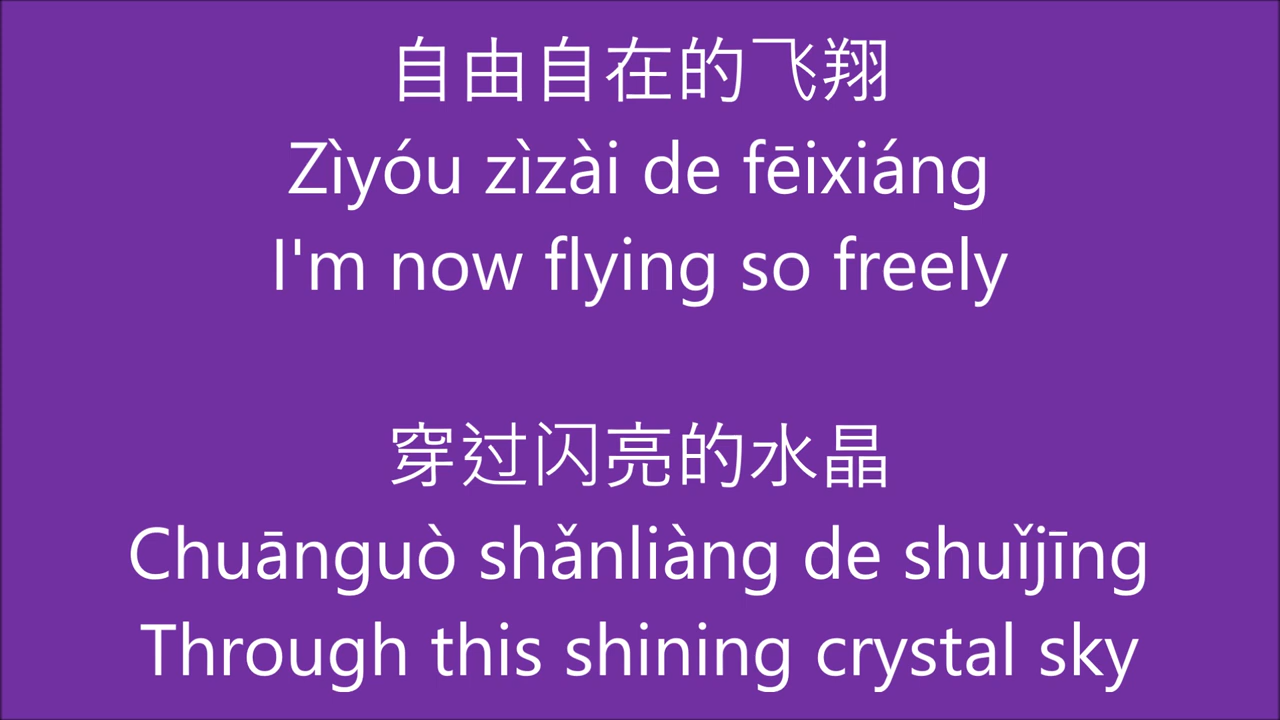 自由自在的飞翔
Zìyóu zìzài de fēixiáng
I'm now flying so freely
穿过闪亮的水晶
Chuānguò shǎnliàng de shuǐjīng
Through this shining crystal sky